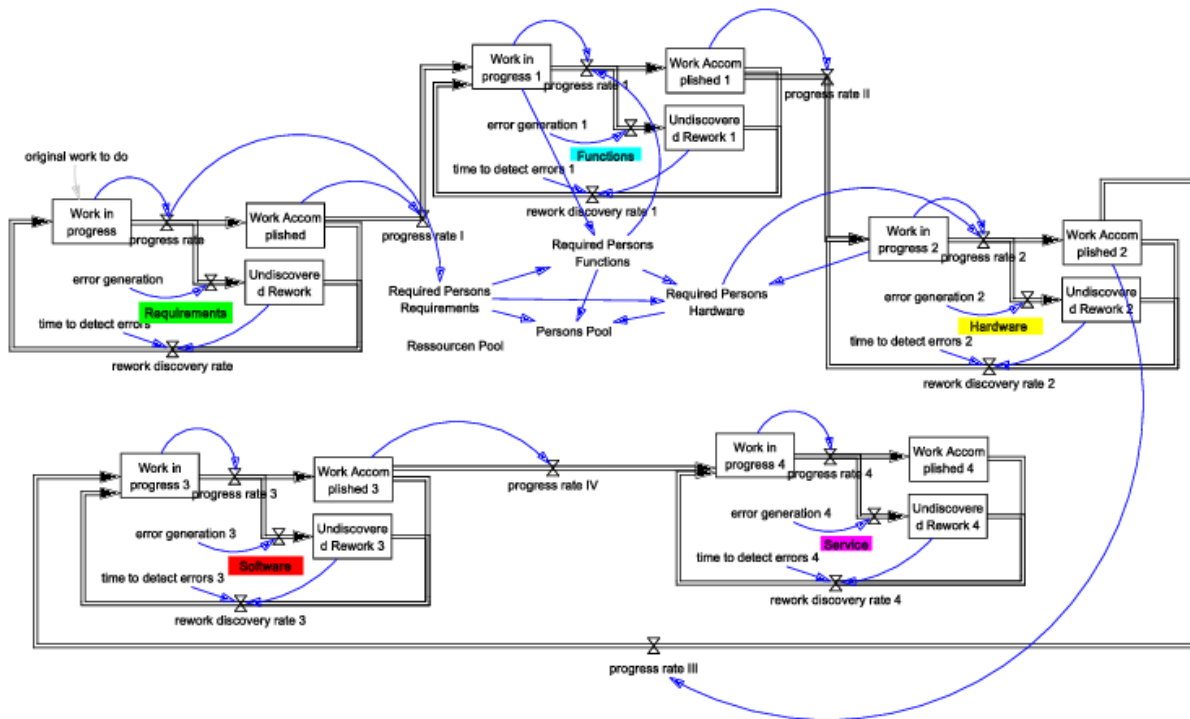 Work in
progress 1
Work Accom
plished 1
progress rate 1
progress rate II
error generation 1
Undiscovere
d Rework 1
Functions
time to detect errors 1
rework discovery rate 1
original work to do
Work in
progress
Work Accom
plished
progress rate
progress rate I
error generation
Undiscovere
d Rework
Requirements
time to detect errors
rework discovery rate
Required Persons
Functions
Required Persons
Requirements
Required Persons
Hardware
Persons Pool
Ressourcen Pool
Work in
progress 2
Work Accom
plished 2
progress rate 2
error generation 2
Undiscovere
d Rework 2
Hardware
time to detect errors 2
rework discovery rate 2
Work in
progress 3
Work Accom
plished 3
progress rate 3
progress rate IV
error generation 3
Undiscovere
d Rework 3
Software
time to detect errors 3
rework discovery rate 3
Work in
progress 4
Work Accom
plished 4
progress rate 4
error generation 4
Undiscovere
d Rework 4
Service
time to detect errors 4
rework discovery rate 4
progress rate III